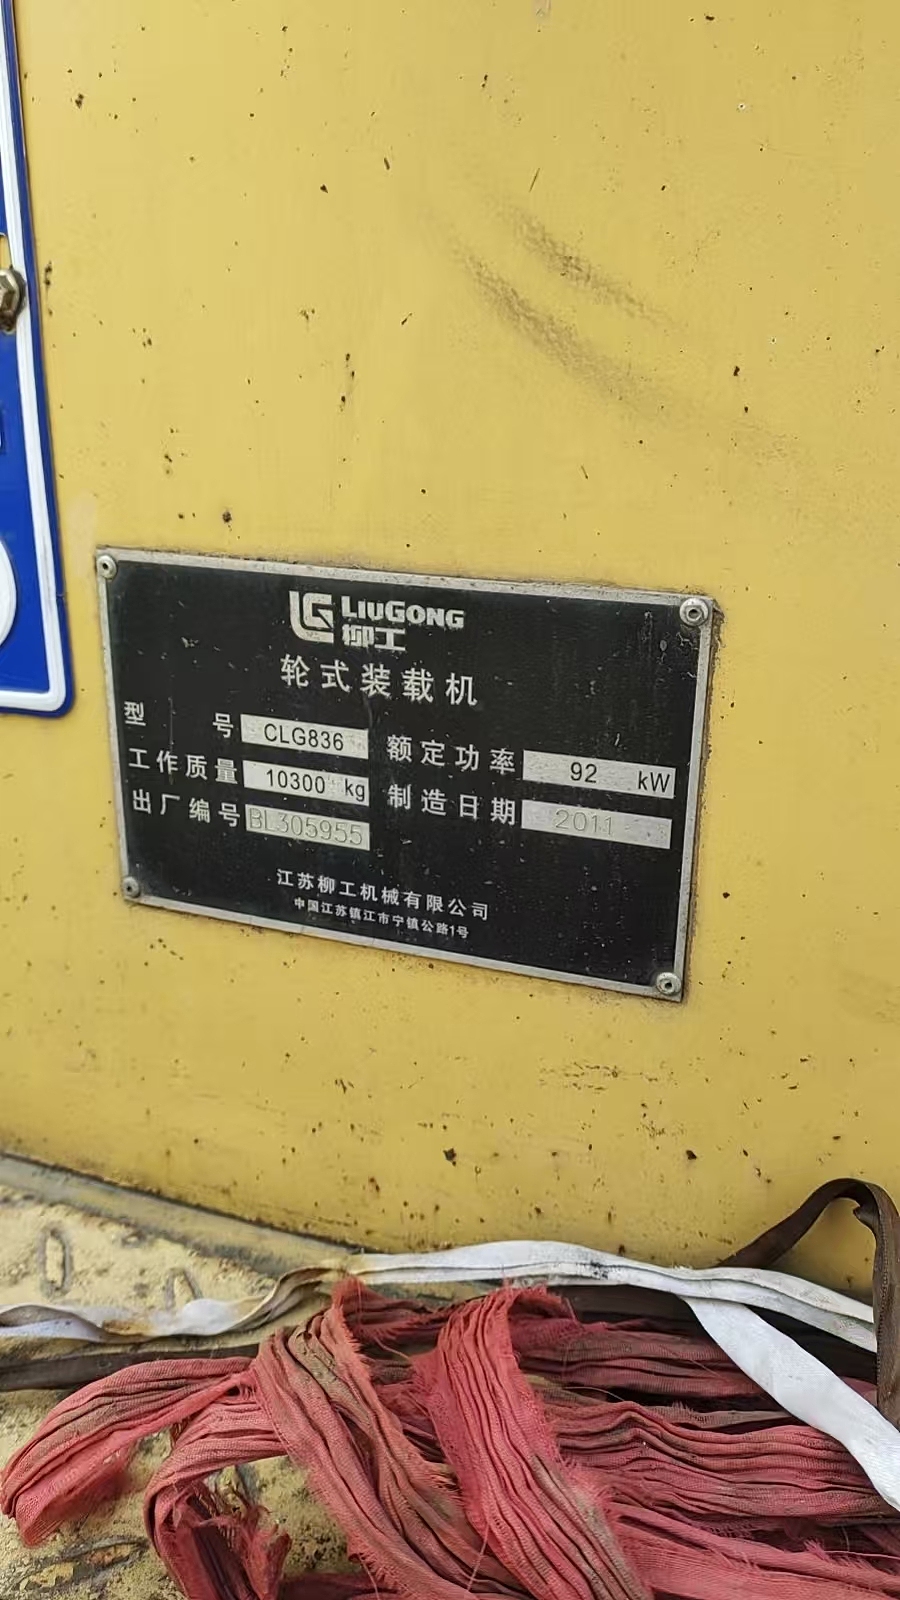 LIUGONG
柳工
轮式装载机
型 号 CLG836
额定功率 92 kW
工作质量 10300 kg
制造日期 2011
出厂编号 BL305955
江苏柳工机械有限公司
中国江苏镇江市宁镇公路1号